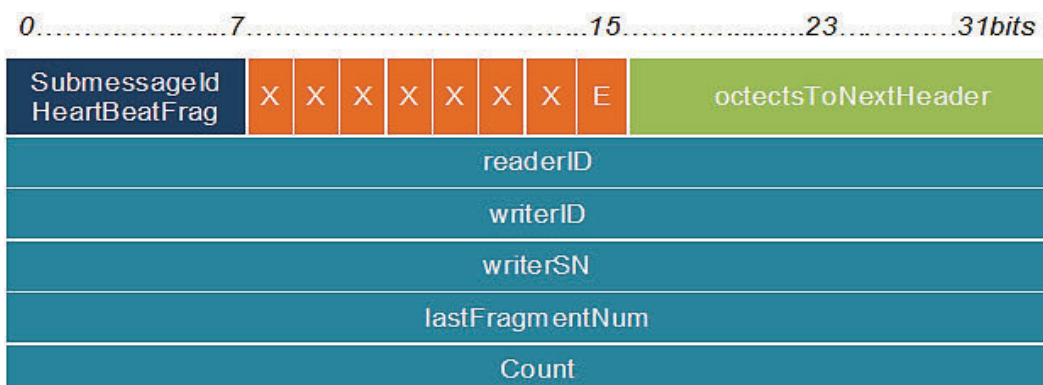 0.....................7......................................15.......................23.............31bits
SubmessageId
HeartBeatFrag
X X X X X X X E
octectsToNextHeader
readerID
writerID
writerSN
lastFragmentNum
Count